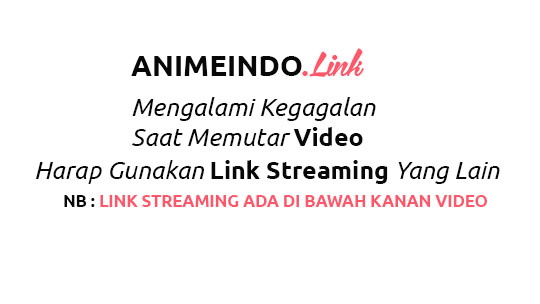 ANIMEINDO.Link
Mengalami Kegagalan
Saat Memutar Video
Harap Gunakan Link Streaming Yang Lain
NB : LINK STREAMING ADA DI BAWAH KANAN VIDEO